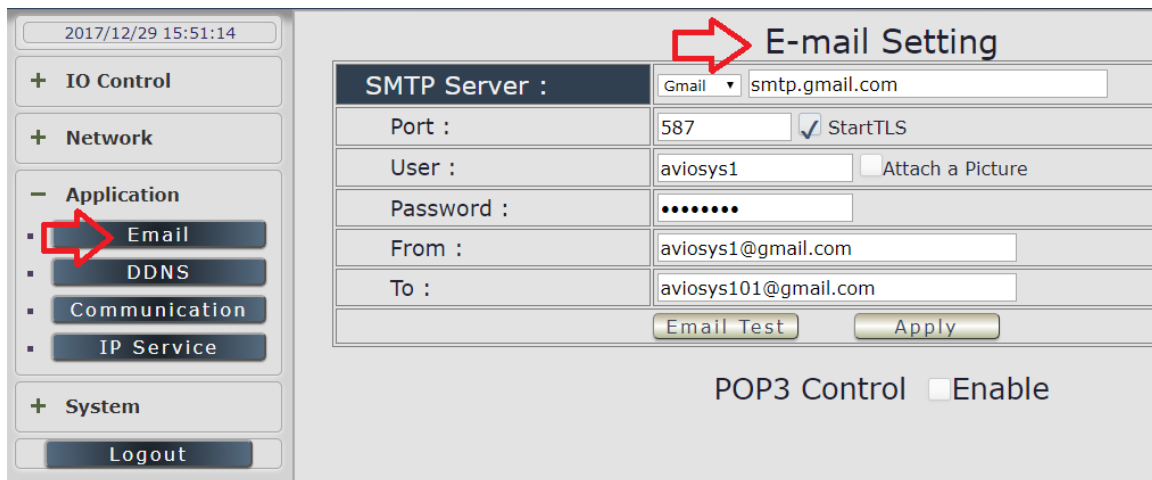 2017/12/29 15:51:14
+ IO Control
+ Network
− Application
Email
DDNS
Communication
IP Service
+ System
Logout
E-mail Setting
SMTP Server : Gmail smtp.gmail.com
Port : 587 StartTLS
User : aviosys1 Attach a Picture
Password : ••••••••
From : aviosys1@gmail.com
To : aviosys101@gmail.com
Email Test Apply
POP3 Control Enable